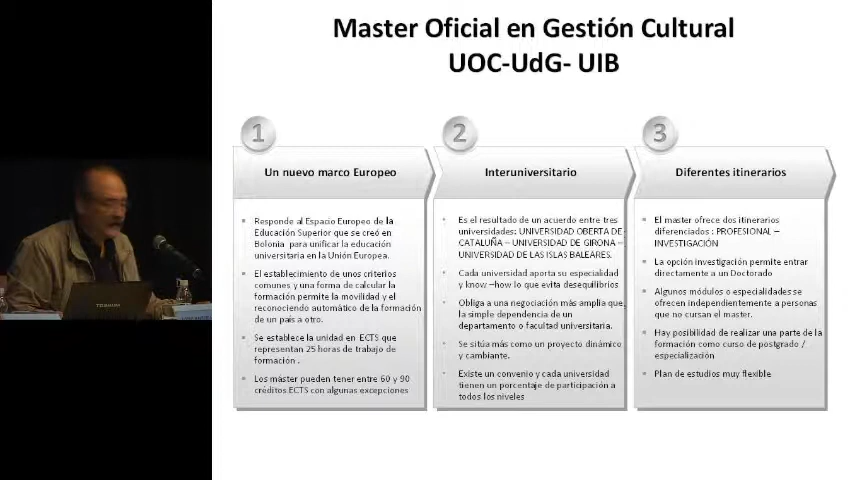 Master Oficial en Gestión Cultural
UOC-UdG- UIB
1
Un nuevo marco Europeo
Responde al Espacio Europeo de la
Educación Superior que se creó en
Bolonia para unificar la educación
universitaria en la Unión Europea.
El establecimiento de unos criterios
comunes y una forma de calcular la
formación permite la movilidad y el
reconociendo automático de la formación
de un país a otro.
Se establece la unidad en ECTS que
representan 25 horas de trabajo de
formación .
Los máster pueden tener entre 60 y 90
créditos ECTS con algunas excepciones
2
Interuniversitario
Es el resultado de un acuerdo entre tres
universidades: UNIVERSIDAD OBERTA DE
CATALUÑA – UNIVERSIDAD DE GIRONA –
UNIVERSIDAD DE LAS ISLAS BALEARES.
Cada universidad aporta su especialidad
y know –how lo que evita desequilibrios
Obliga a una negociación más amplia que
la simple dependencia de un
departamento o facultad universitaria.
Se sitúa más como un proyecto dinámico
y cambiante.
Existe un convenio y cada universidad
tienen un porcentaje de participación a
todos los niveles
3
Diferentes itinerarios
El master ofrece dos itinerarios
diferenciados : PROFESIONAL –
INVESTIGACIÓN
La opción investigación permite entrar
directamente a un Doctorado
Algunos módulos o especialidades se
ofrecen independientemente a personas
que no cursan el master.
Hay posibilidad de realizar una parte de la
formación como curso de postgrado /
especialización
Plan de estudios muy flexible
TOSHIBA